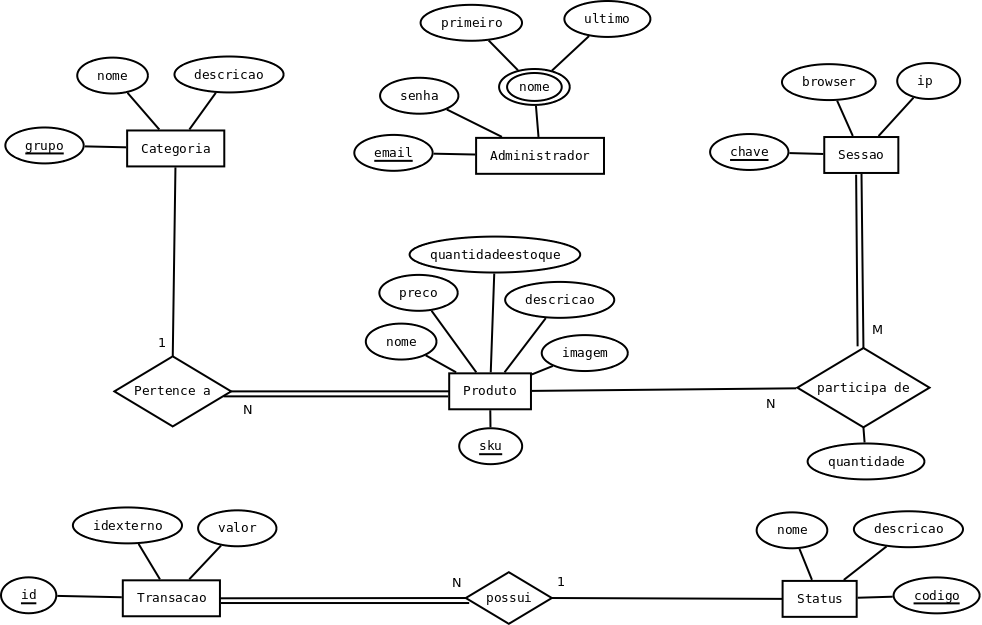 primeiro
ultimo
nome
descricao
nome
browser
ip
senha
grupo
Categoria
email
Administrador
chave
Sessao
quantidadeestoque
preco
descricao
nome
imagem
1
M
Pertence a
Produto
participa de
N
N
sku
quantidade
idexterno
valor
nome
descricao
id
Transacao
N
possui
1
Status
codigo